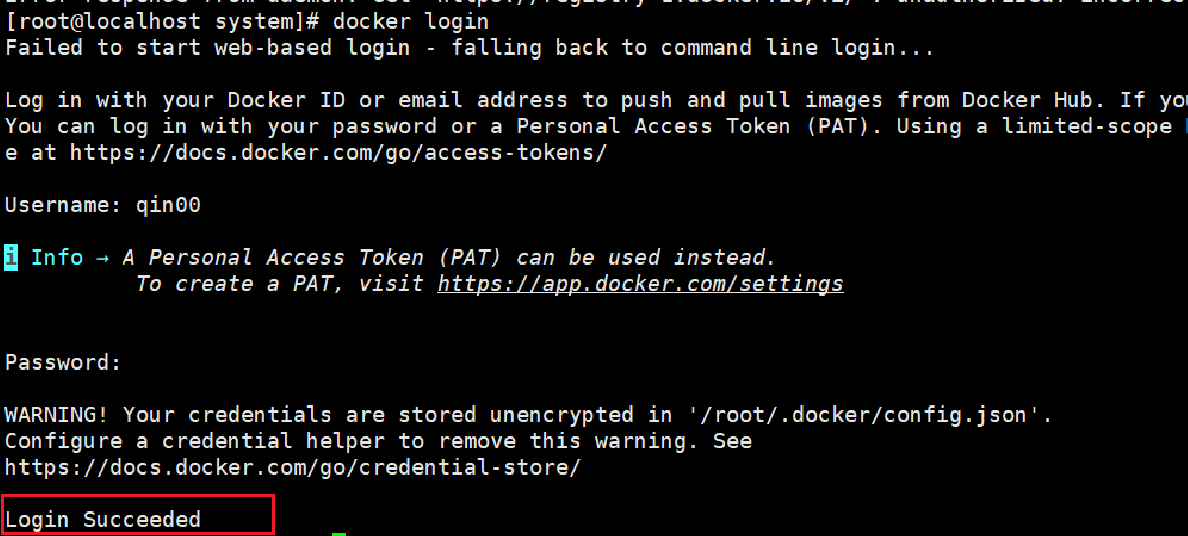 [root@localhost system]# docker login
Failed to start web-based login - falling back to command line login...
Log in with your Docker ID or email address to push and pull images from Docker Hub. If
You can log in with your password or a Personal Access Token (PAT). Using a limited-scope
e at https://docs.docker.com/go/access-tokens/
Username: qin00
i Info → A Personal Access Token (PAT) can be used instead.
To create a PAT, visit https://app.docker.com/settings
Password:
WARNING! Your credentials are stored unencrypted in '/root/.docker/config.json'.
Configure a credential helper to remove this warning. See
https://docs.docker.com/go/credential-store/
Login Succeeded